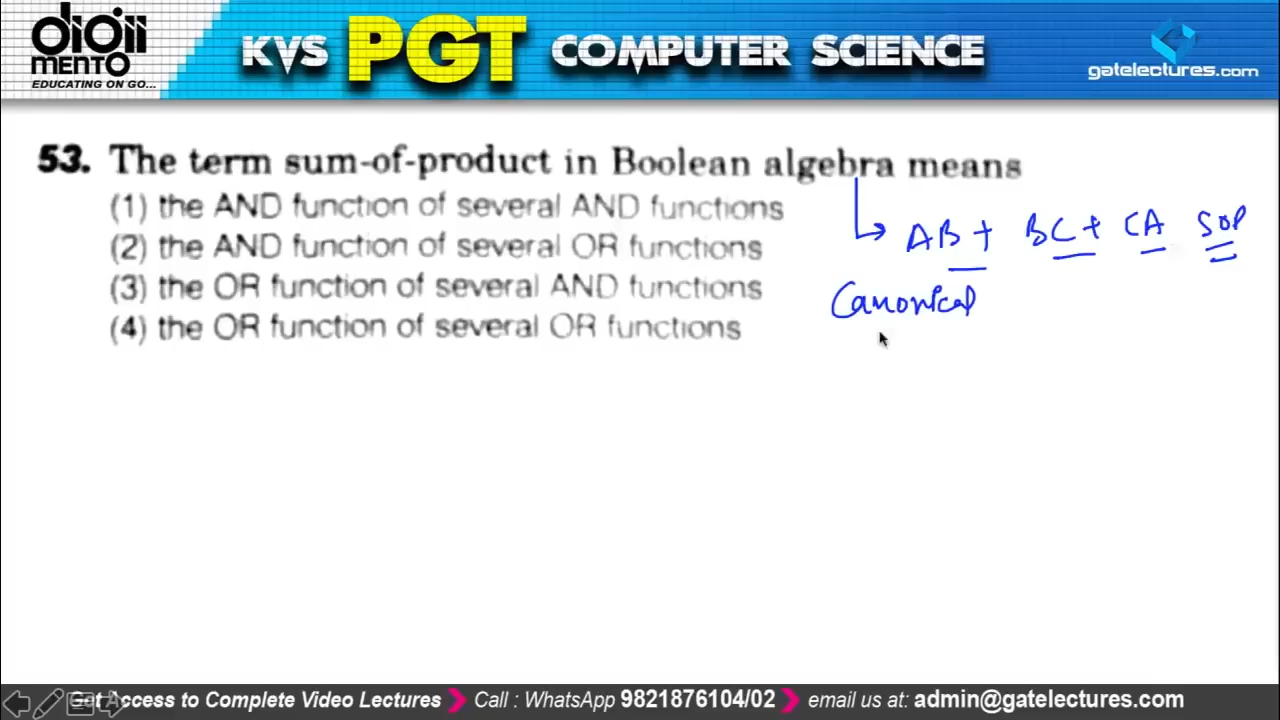 digii
MENTO
EDUCATING ON GO...
KVS PGT COMPUTER SCIENCE
gatelectures.com
53. The term sum-of-product in Boolean algebra means
(1) the AND function of several AND functions
(2) the AND function of several OR functions
(3) the OR function of several AND functions
(4) the OR function of several OR functions
AB + BC + CA SOP
Canonical
Get Access to Complete Video Lectures Call : WhatsApp 9821876104/02 email us at: admin@gatelectures.com